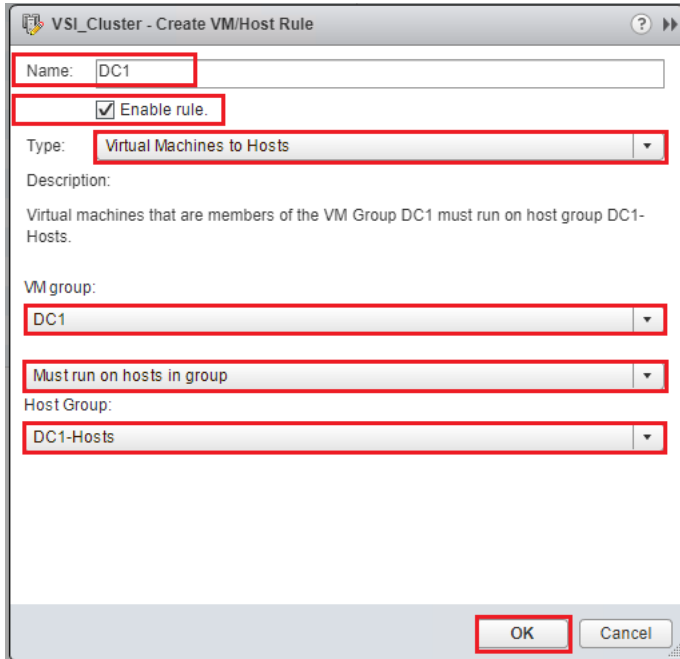 VSI_Cluster - Create VM/Host Rule
?
Name: DC1
Enable rule.
Type: Virtual Machines to Hosts
Description:
Virtual machines that are members of the VM Group DC1 must run on host group DC1-
Hosts.
VM group:
DC1
Must run on hosts in group
Host Group:
DC1-Hosts
OK Cancel